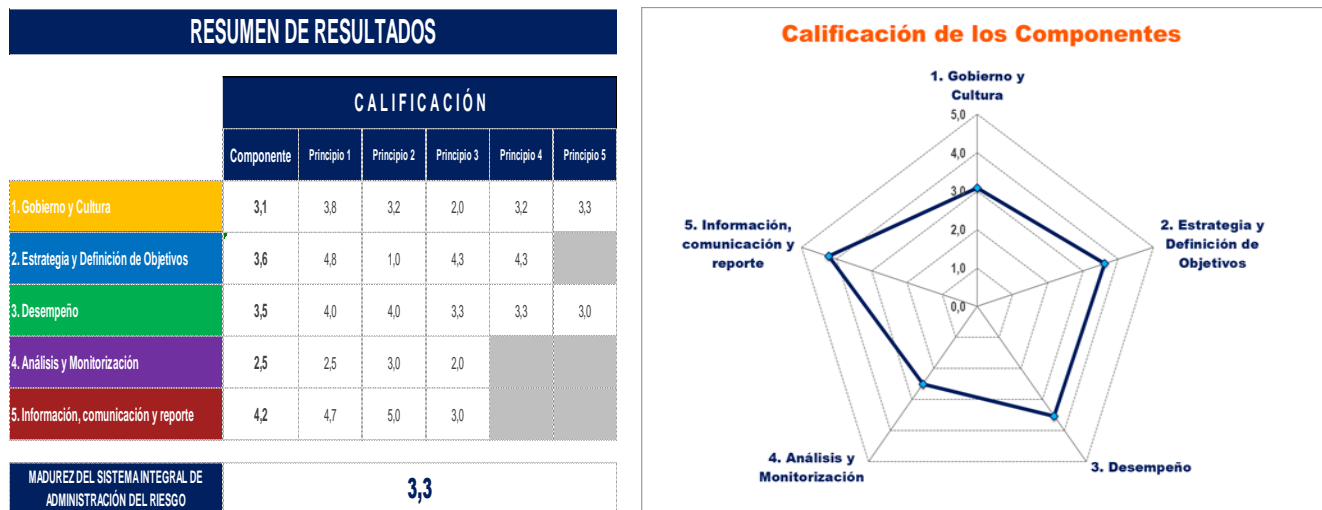 RESUMEN DE RESULTADOS
CALIFICACIÓN
Componente Principio 1 Principio 2 Principio 3 Principio 4 Principio 5
1. Gobierno y Cultura 3,1 3,8 3,2 2,0 3,2 3,3
2. Estrategia y Definición de Objetivos 3,6 4,8 1,0 4,3 4,3
3. Desempeño 3,5 4,0 4,0 3,3 3,3 3,0
4. Análisis y Monitorización 2,5 2,5 3,0 2,0
5. Información, comunicación y reporte 4,2 4,7 5,0 3,0
MADUREZ DEL SISTEMA INTEGRAL DE
ADMINISTRACIÓN DEL RIESGO
3,3
Calificación de los Componentes
1. Gobierno y
Cultura
5,0
4,0
3,0
2,0
1,0
0,0
2. Estrategia y
Definición de
Objetivos
3. Desempeño
4. Análisis y
Monitorización
5. Información,
comunicación y
reporte